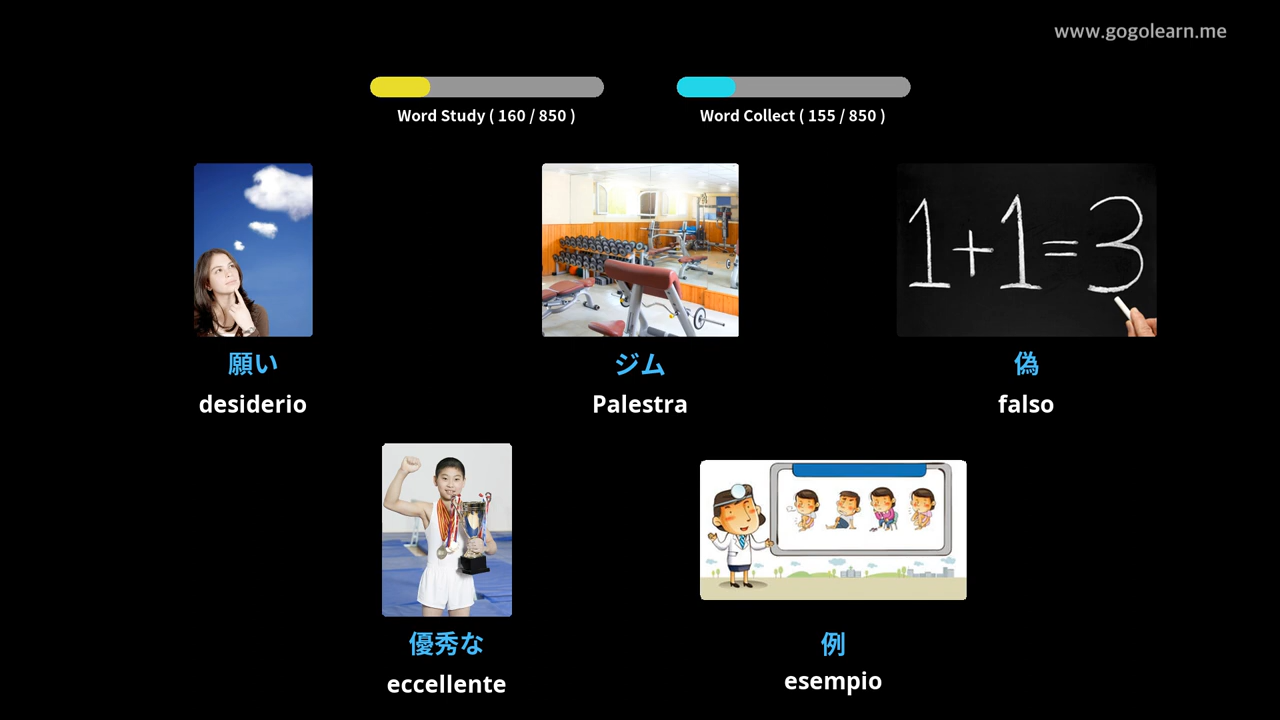 www.gogolearn.me
Word Study ( 160 / 850 )
Word Collect ( 155 / 850 )
1+1=3
願い
desiderio
ジム
Palestra
偽
falso
優秀な
eccellente
例
esempio